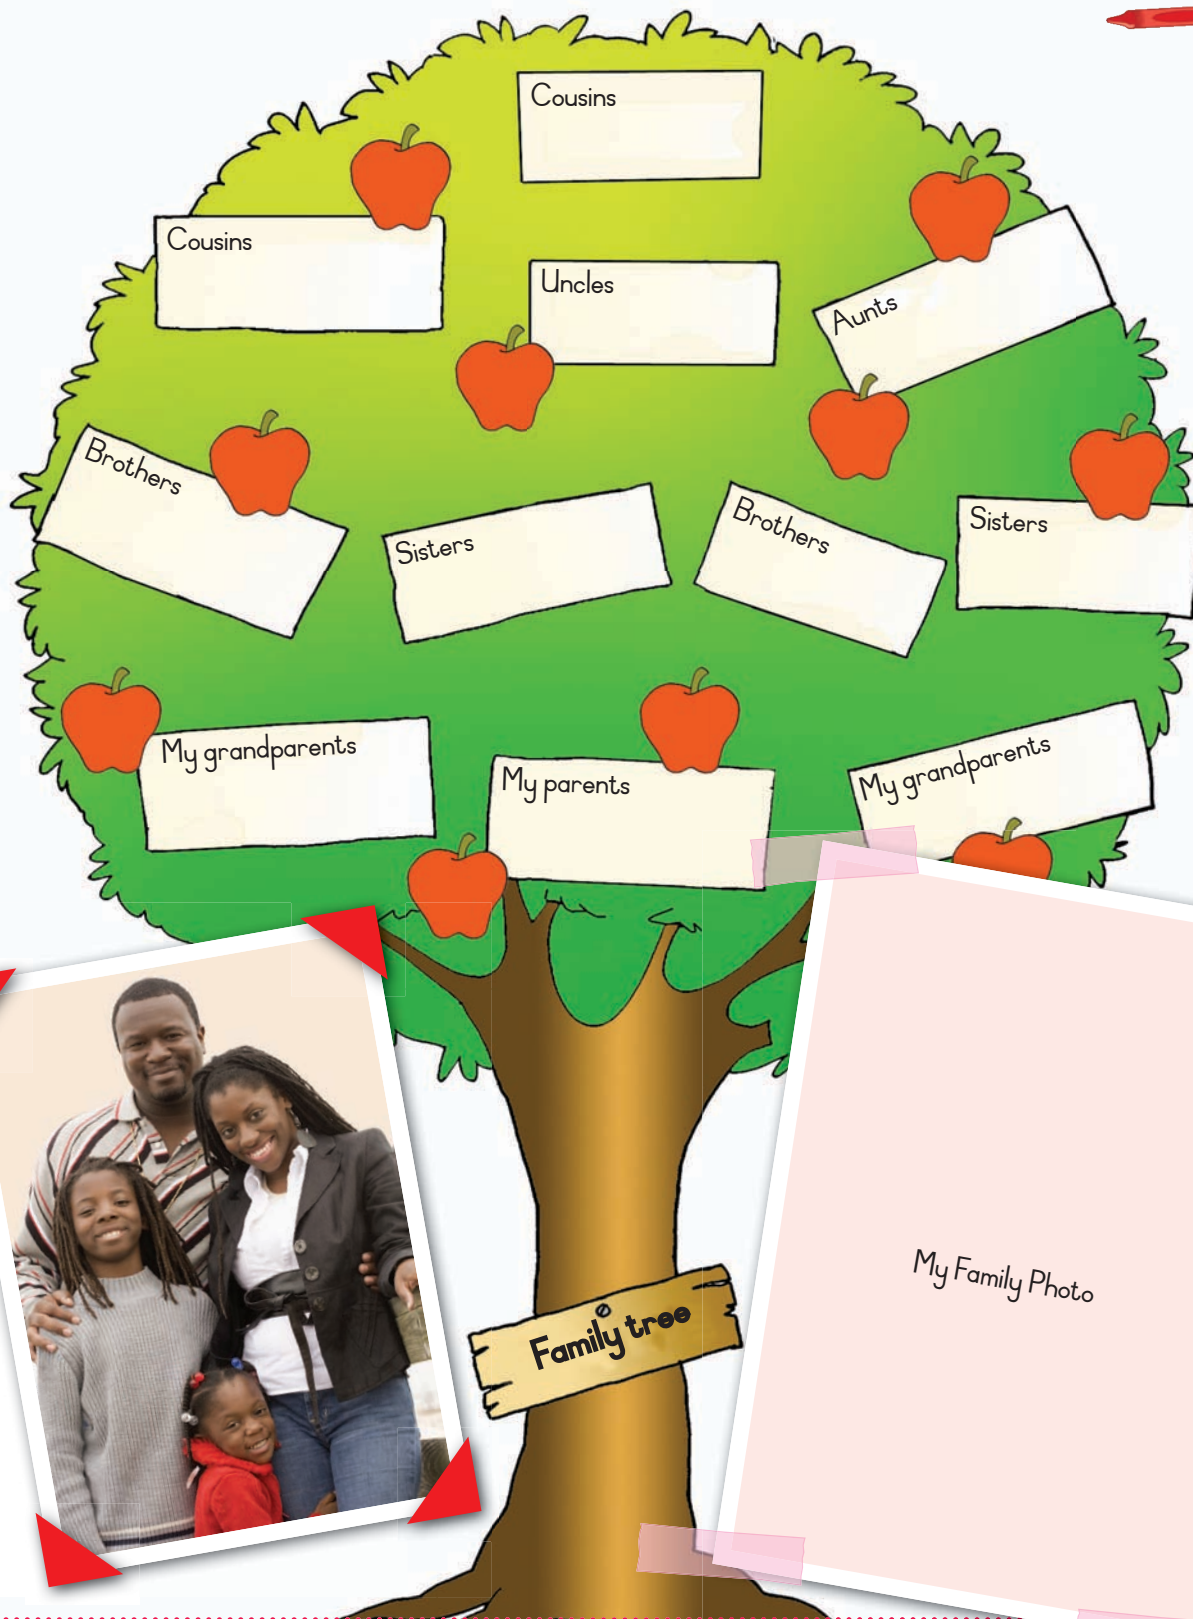 Cousins
Cousins
Uncles
Aunts
Brothers
Sisters
Brothers
Sisters
My grandparents
My parents
My grandparents
My Family Photo
Family tree